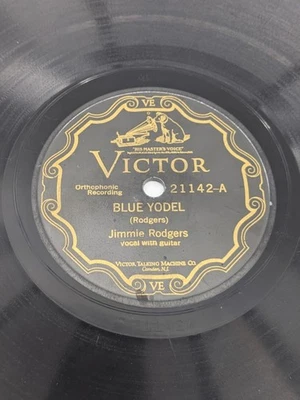 VE
"HIS MASTER'S VOICE"
VICTOR
Orthophonic
Recording
21142-A
BLUE YODEL
(Rodgers)
Jimmie Rodgers
vocal with guitar
VICTOR TALKING MACHINE CO.
Camden, N.J.
VE